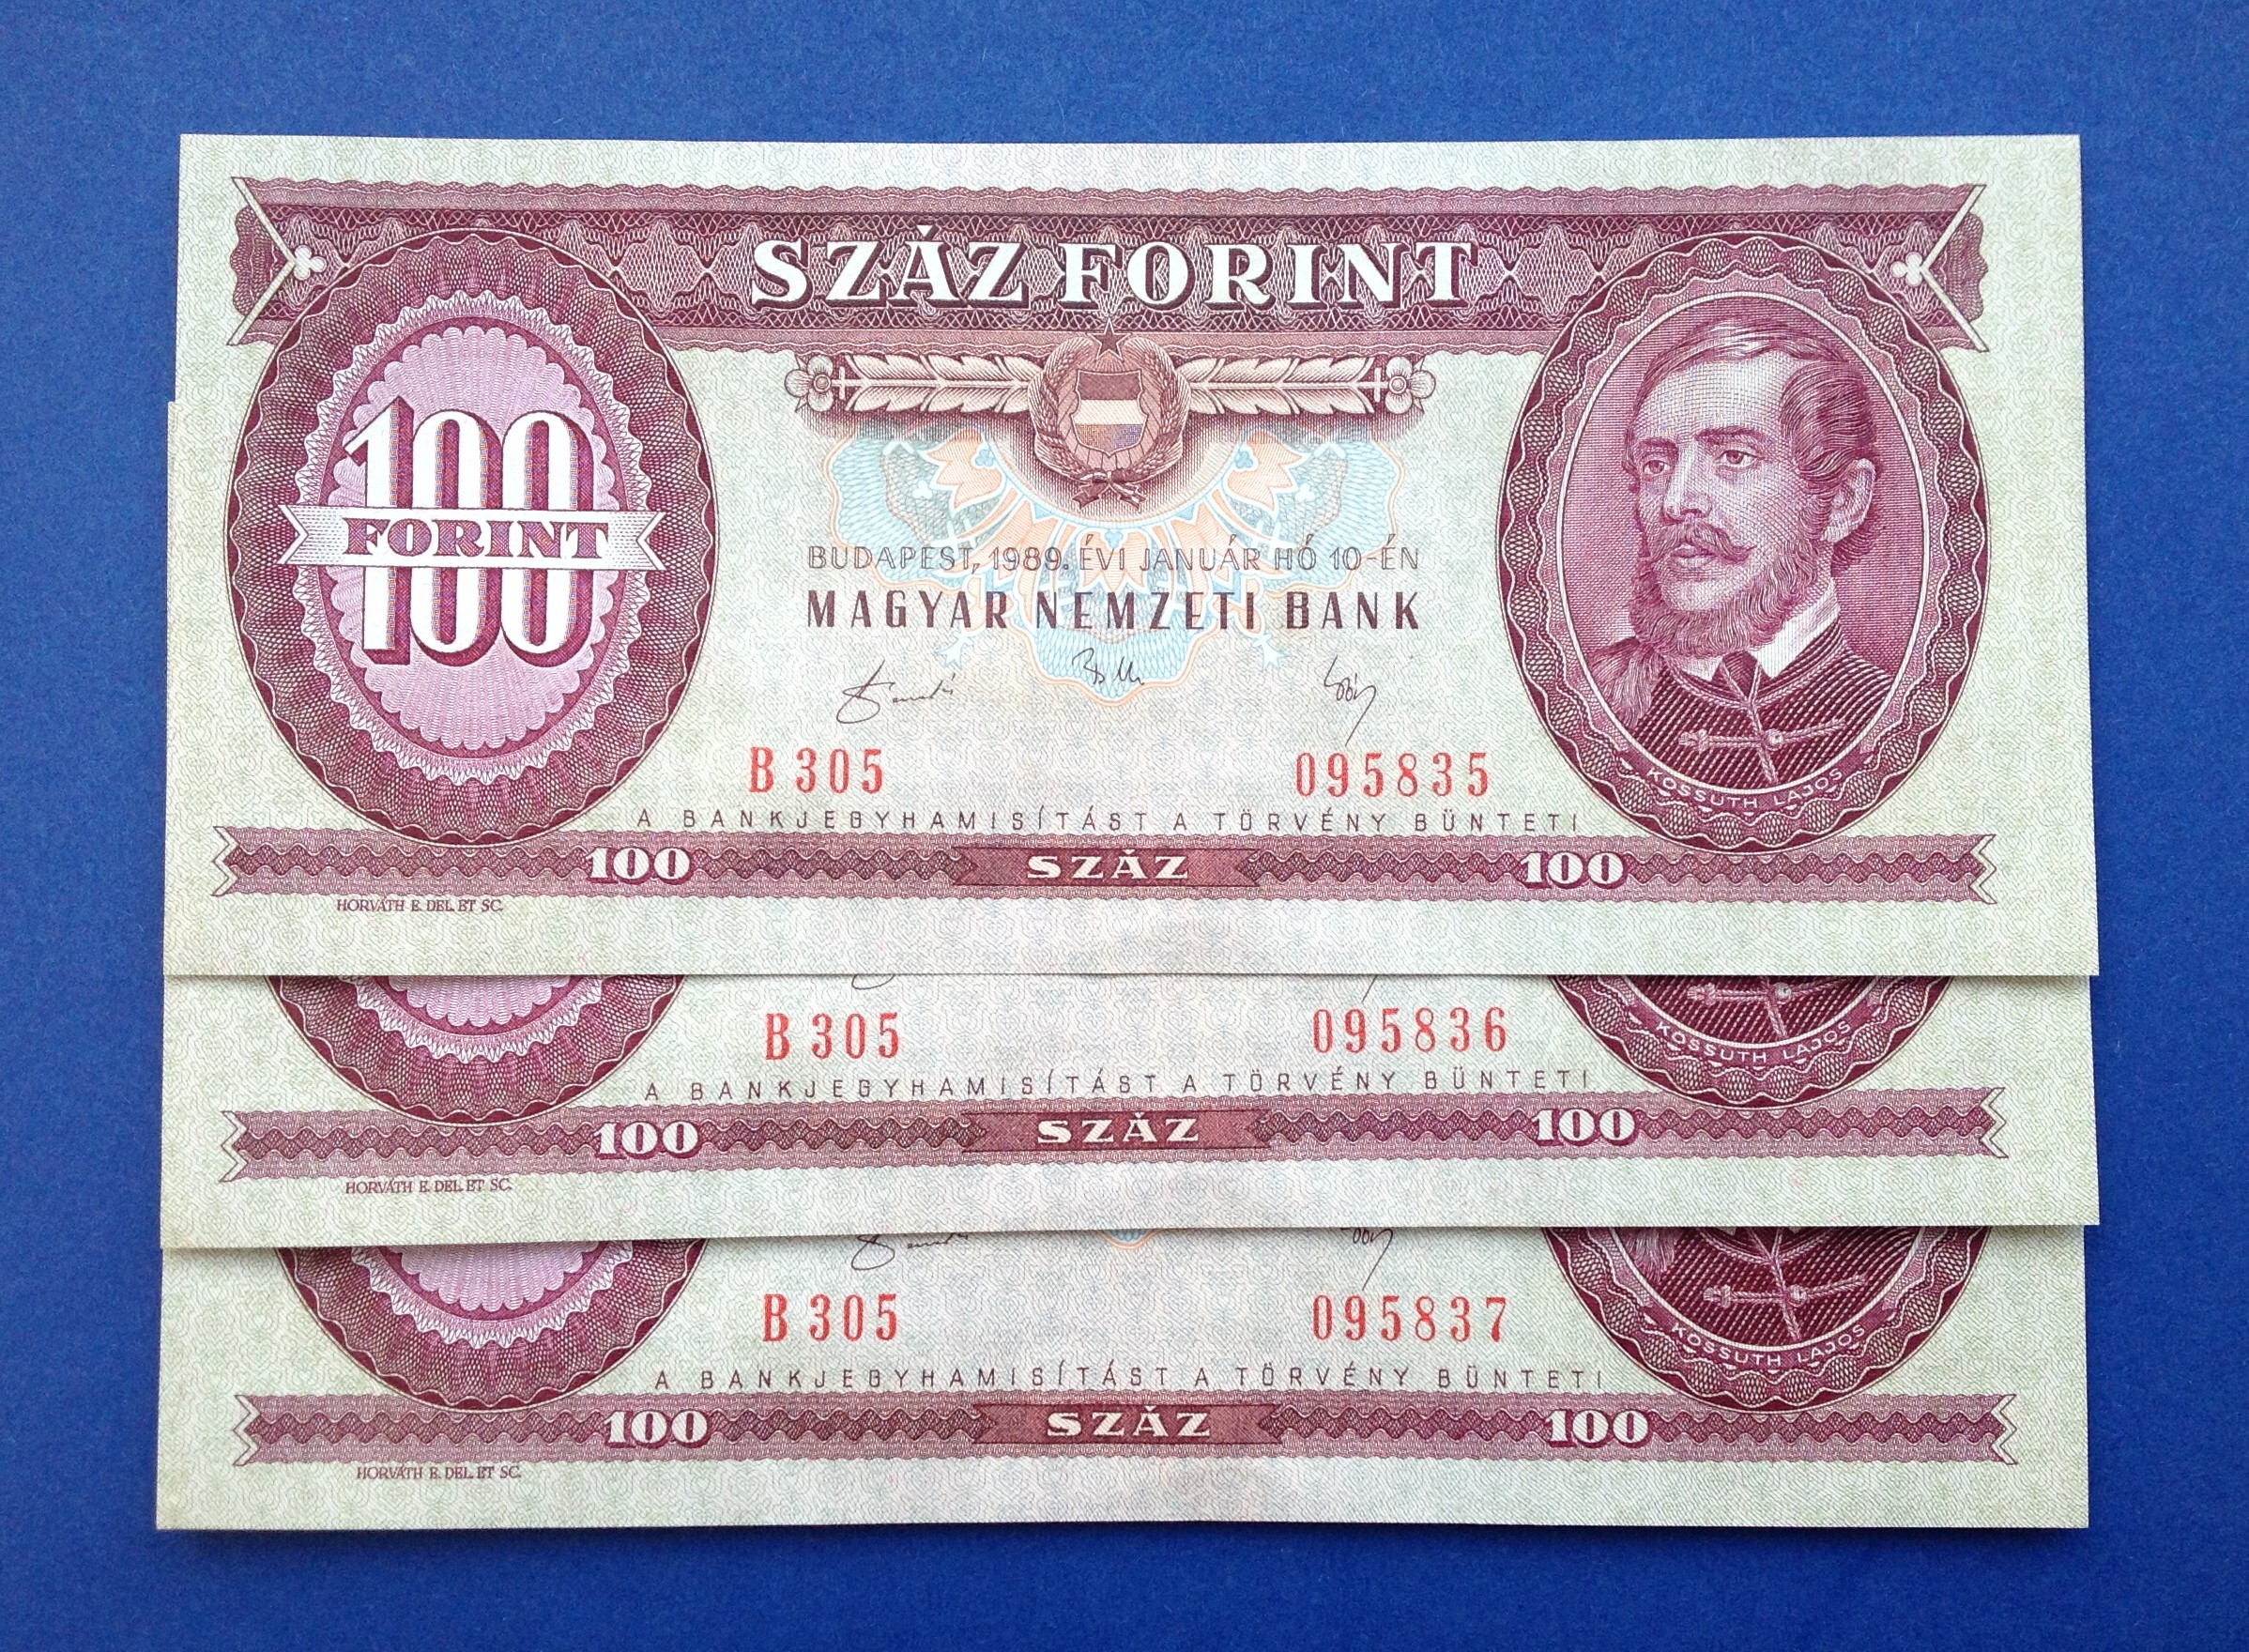 SZÁZ FORINT
100
FORINT
100
BUDAPEST, 1989. ÉVI JANUÁR HÓ 10-ÉN
MAGYAR NEMZETI BANK
B 305 095835
KOSSUTH LAJOS
A BANKJEGYHAMISÍTÁST A TÖRVÉNY BÜNTETI
100 SZÁZ 100
HORVÁTH E. DEL. ET SC.
B 305 095836
KOSSUTH LAJOS
A BANKJEGYHAMISÍTÁST A TÖRVÉNY BÜNTETI
100 SZÁZ 100
HORVÁTH E. DEL. ET SC.
B 305 095837
KOSSUTH LAJOS
A BANKJEGYHAMISÍTÁST A TÖRVÉNY BÜNTETI
100 SZÁZ 100
HORVÁTH E. DEL. ET SC.